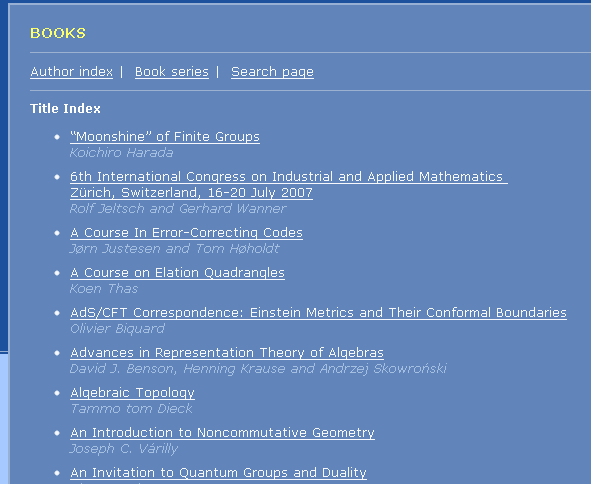 BOOKS
Author index | Book series | Search page
Title Index
"Moonshine" of Finite Groups
Koichiro Harada
6th International Congress on Industrial and Applied Mathematics
Zürich, Switzerland, 16-20 July 2007
Rolf Jeltsch and Gerhard Wanner
A Course In Error-Correcting Codes
Jørn Justesen and Tom Høholdt
A Course on Elation Quadrangles
Koen Thas
AdS/CFT Correspondence: Einstein Metrics and Their Conformal Boundaries
Olivier Biquard
Advances in Representation Theory of Algebras
David J. Benson, Henning Krause and Andrzej Skowroński
Algebraic Topology
Tammo tom Dieck
An Introduction to Noncommutative Geometry
Joseph C. Várilly
An Invitation to Quantum Groups and Duality